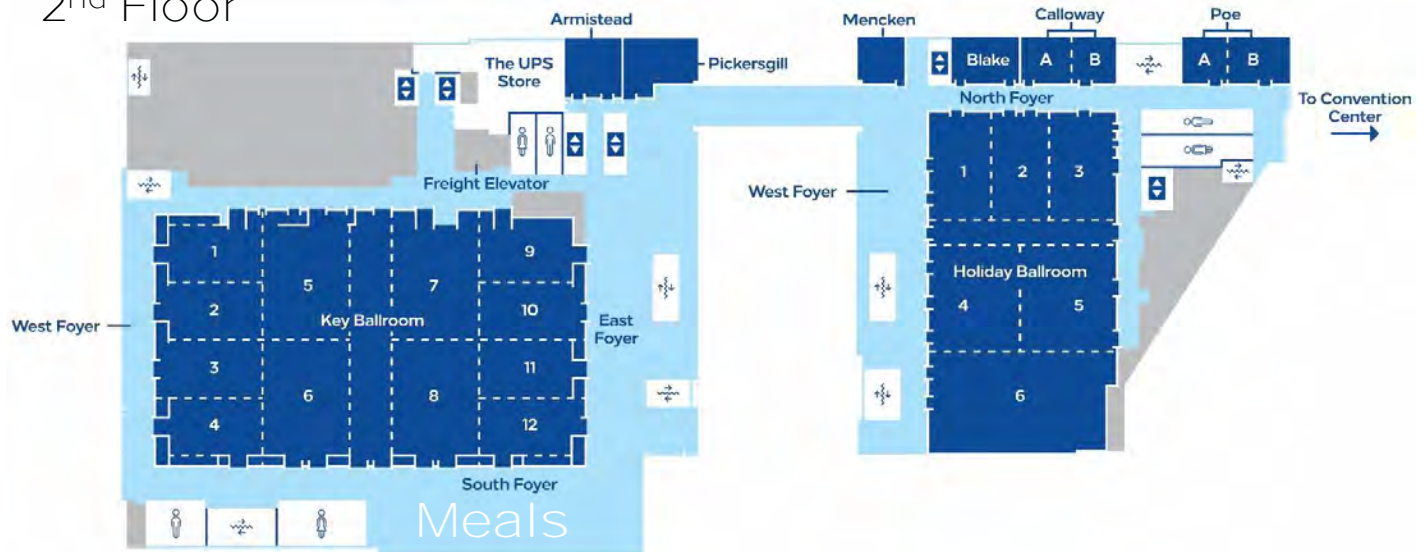 2nd Floor
Armistead
Mencken
Calloway
Poe
The UPS
Store
Pickersgill
Blake
A
B
A
B
North Foyer
To Convention
Center
Freight Elevator
1
2
3
West Foyer
1
9
5
7
Holiday Ballroom
2
10
4
5
West Foyer
Key Ballroom
East
Foyer
3
11
6
8
6
4
12
South Foyer
Meals